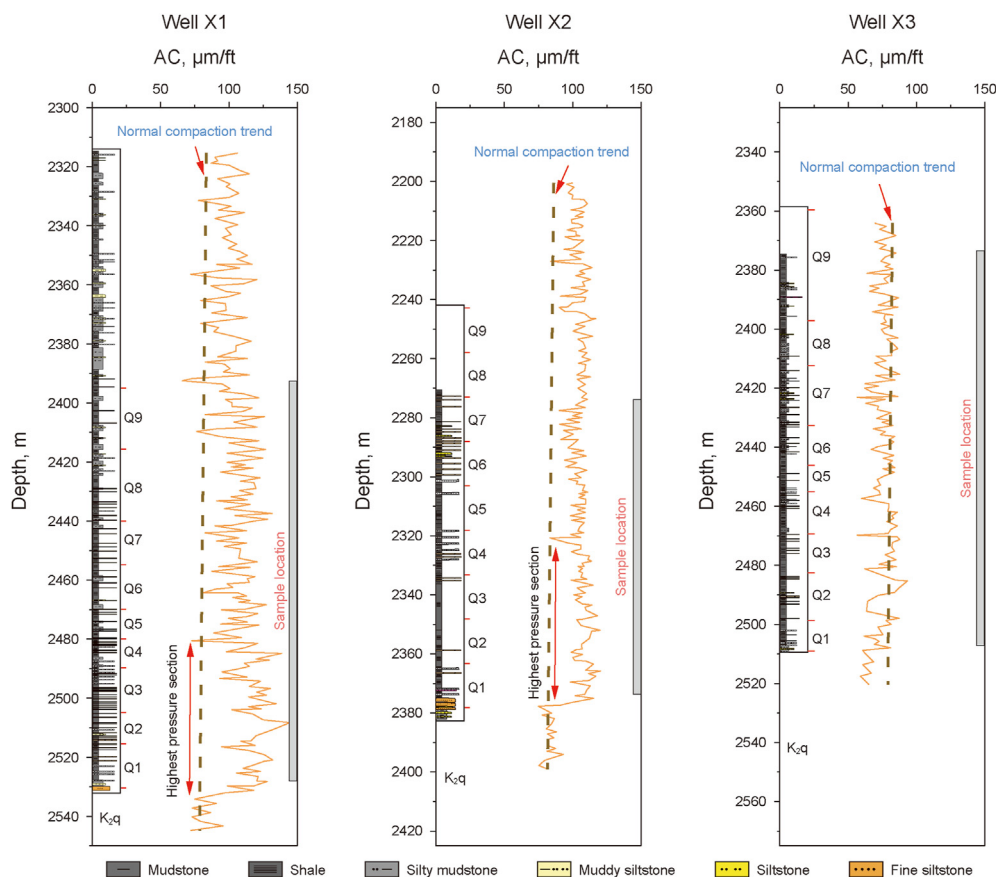 Well X1
AC, µm/ft
0 50 100 150
2300
2320
2340
2360
2380
2400
2420
2440
2460
2480
2500
2520
2540
Depth, m
Normal compaction trend
Q9
Q8
Q7
Q6
Q5
Q4
Q3
Q2
Q1
K₂q
Highest pressure section
Sample location
Well X2
AC, µm/ft
0 50 100 150
2180
2200
2220
2240
2260
2280
2300
2320
2340
2360
2380
2400
2420
Depth, m
Normal compaction trend
Q9
Q8
Q7
Q6
Q5
Q4
Q3
Q2
Q1
K₂q
Highest pressure section
Sample location
Well X3
AC, µm/ft
0 50 100 150
2340
2360
2380
2400
2420
2440
2460
2480
2500
2520
2540
2560
Depth, m
Normal compaction trend
Q9
Q8
Q7
Q6
Q5
Q4
Q3
Q2
Q1
K₂q
Sample location
Mudstone Shale Silty mudstone Muddy siltstone Siltstone Fine siltstone